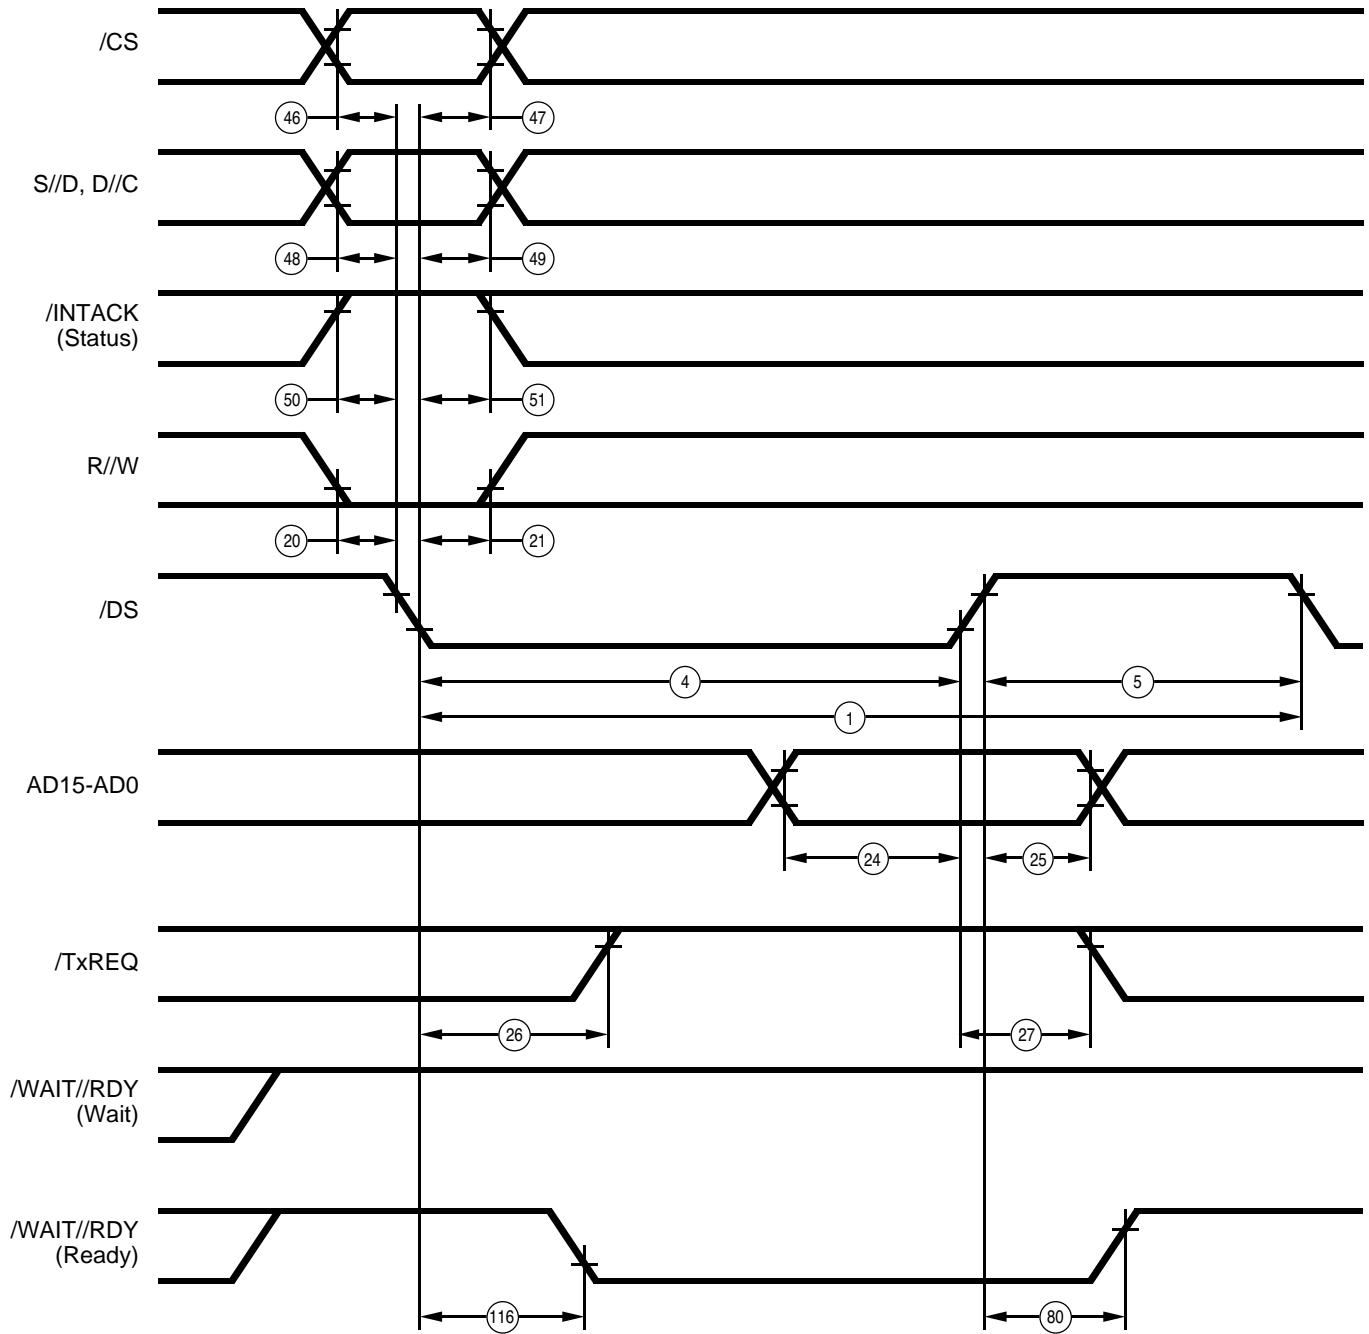 /CS
46
47
S//D, D//C
48
49
/INTACK
(Status)
50
51
R//W
20
21
/DS
4
5
1
AD15-AD0
24
25
/TxREQ
26
27
/WAIT//RDY
(Wait)
/WAIT//RDY
(Ready)
116
80